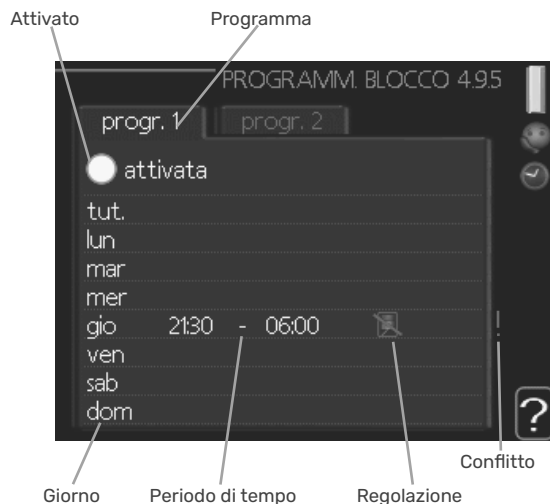 Attivato Programma
PROGRAMM. BLOCCO 4.9.5
progr. 1 progr. 2
attivata
tut.
lun
mar
mer
gio 21:30 - 06:00 !
ven
sab
dom
?
Conflitto
Giorno Periodo di tempo Regolazione